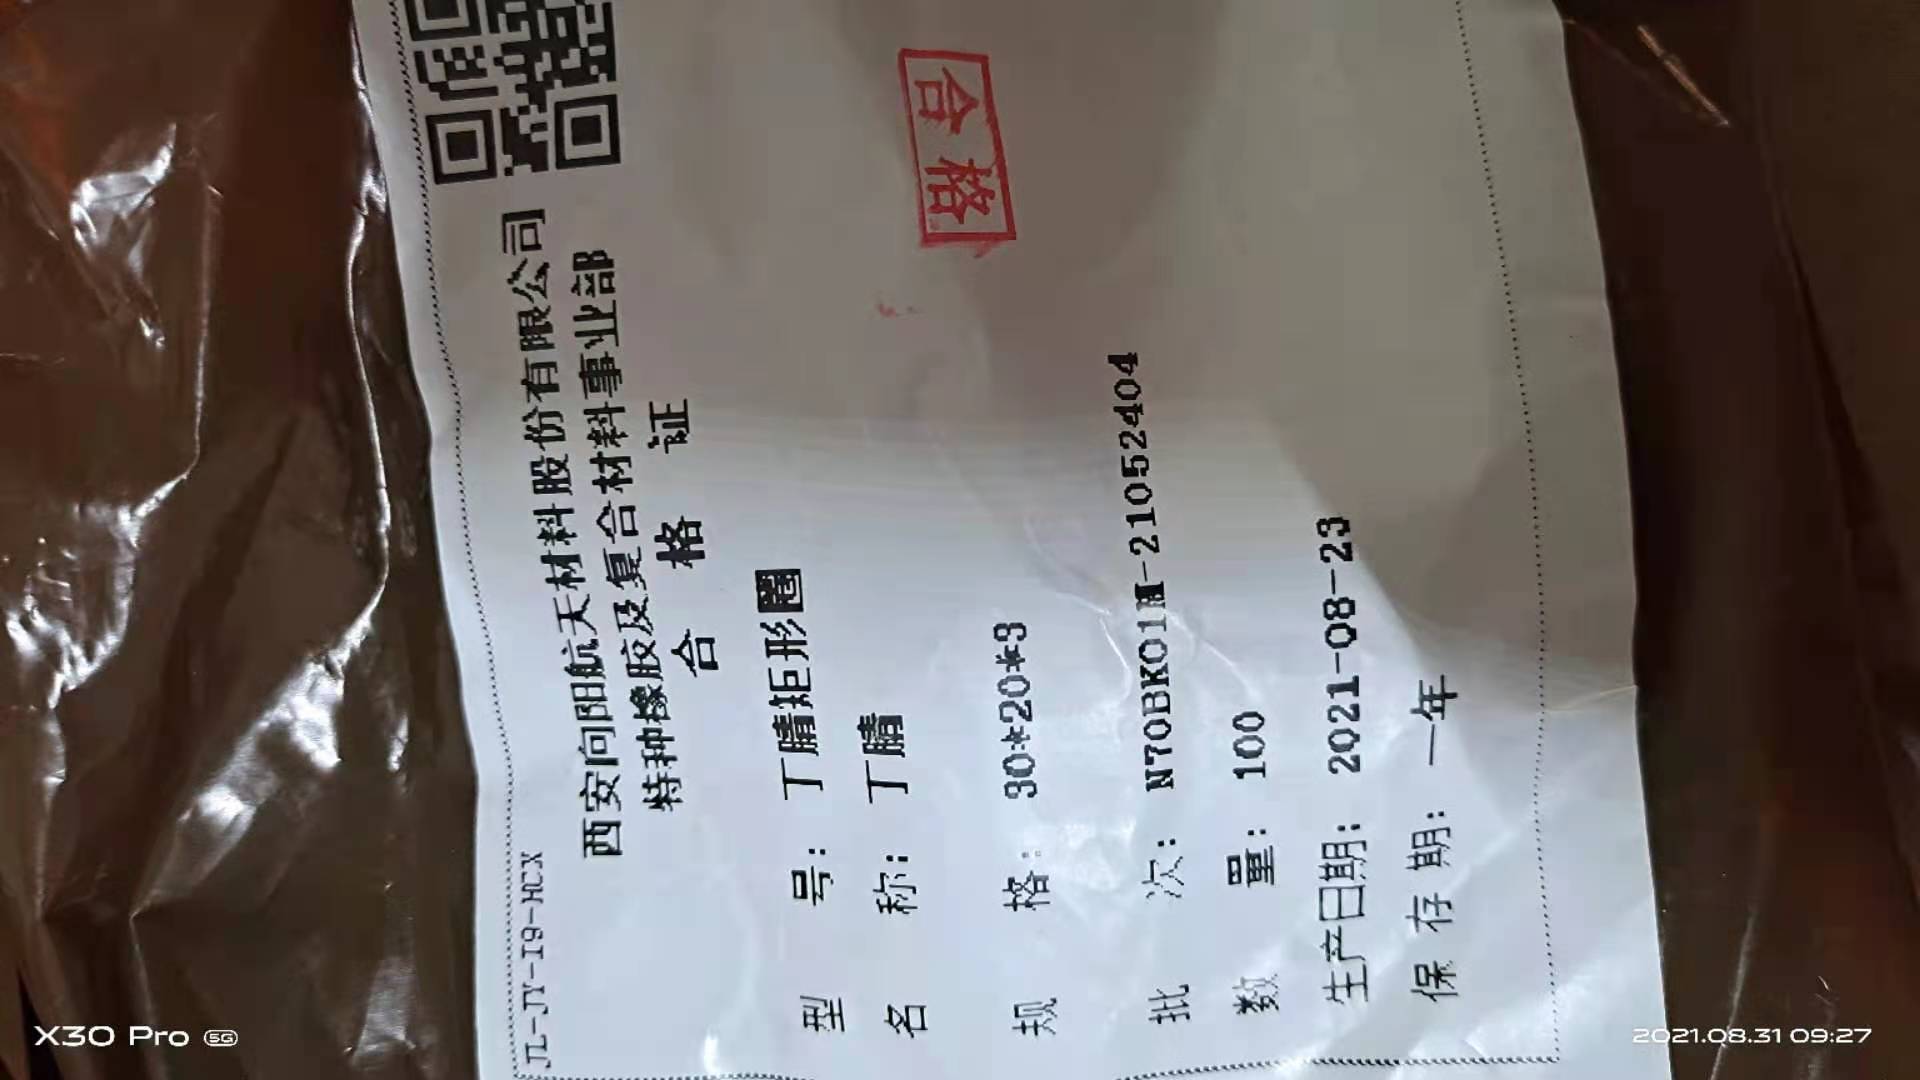 JL-JY-I9-HCX
西安向阳航天材料股份有限公司
特种橡胶及复合材料事业部
合 格 证
型 号：丁腈矩形圈
名 称：丁腈
规 格：30*20*3
批 次：N70BK01M-21052404
数 量：100
生产日期：2021-08-23
保 存 期：一年
合格
X30 Pro 5G
2021.08.31 09:27